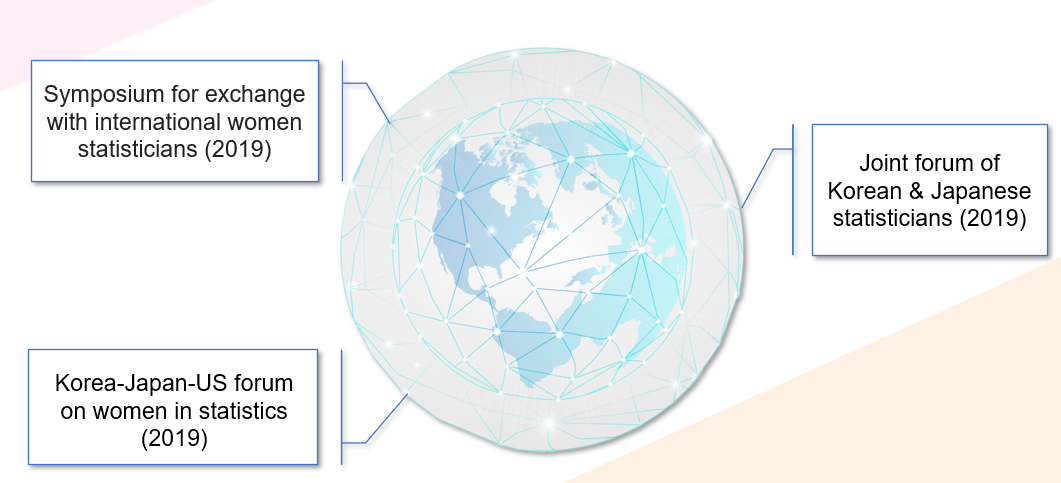 Symposium for exchange
with international women
statisticians (2019)
Joint forum of
Korean & Japanese
statisticians (2019)
Korea-Japan-US forum
on women in statistics
(2019)